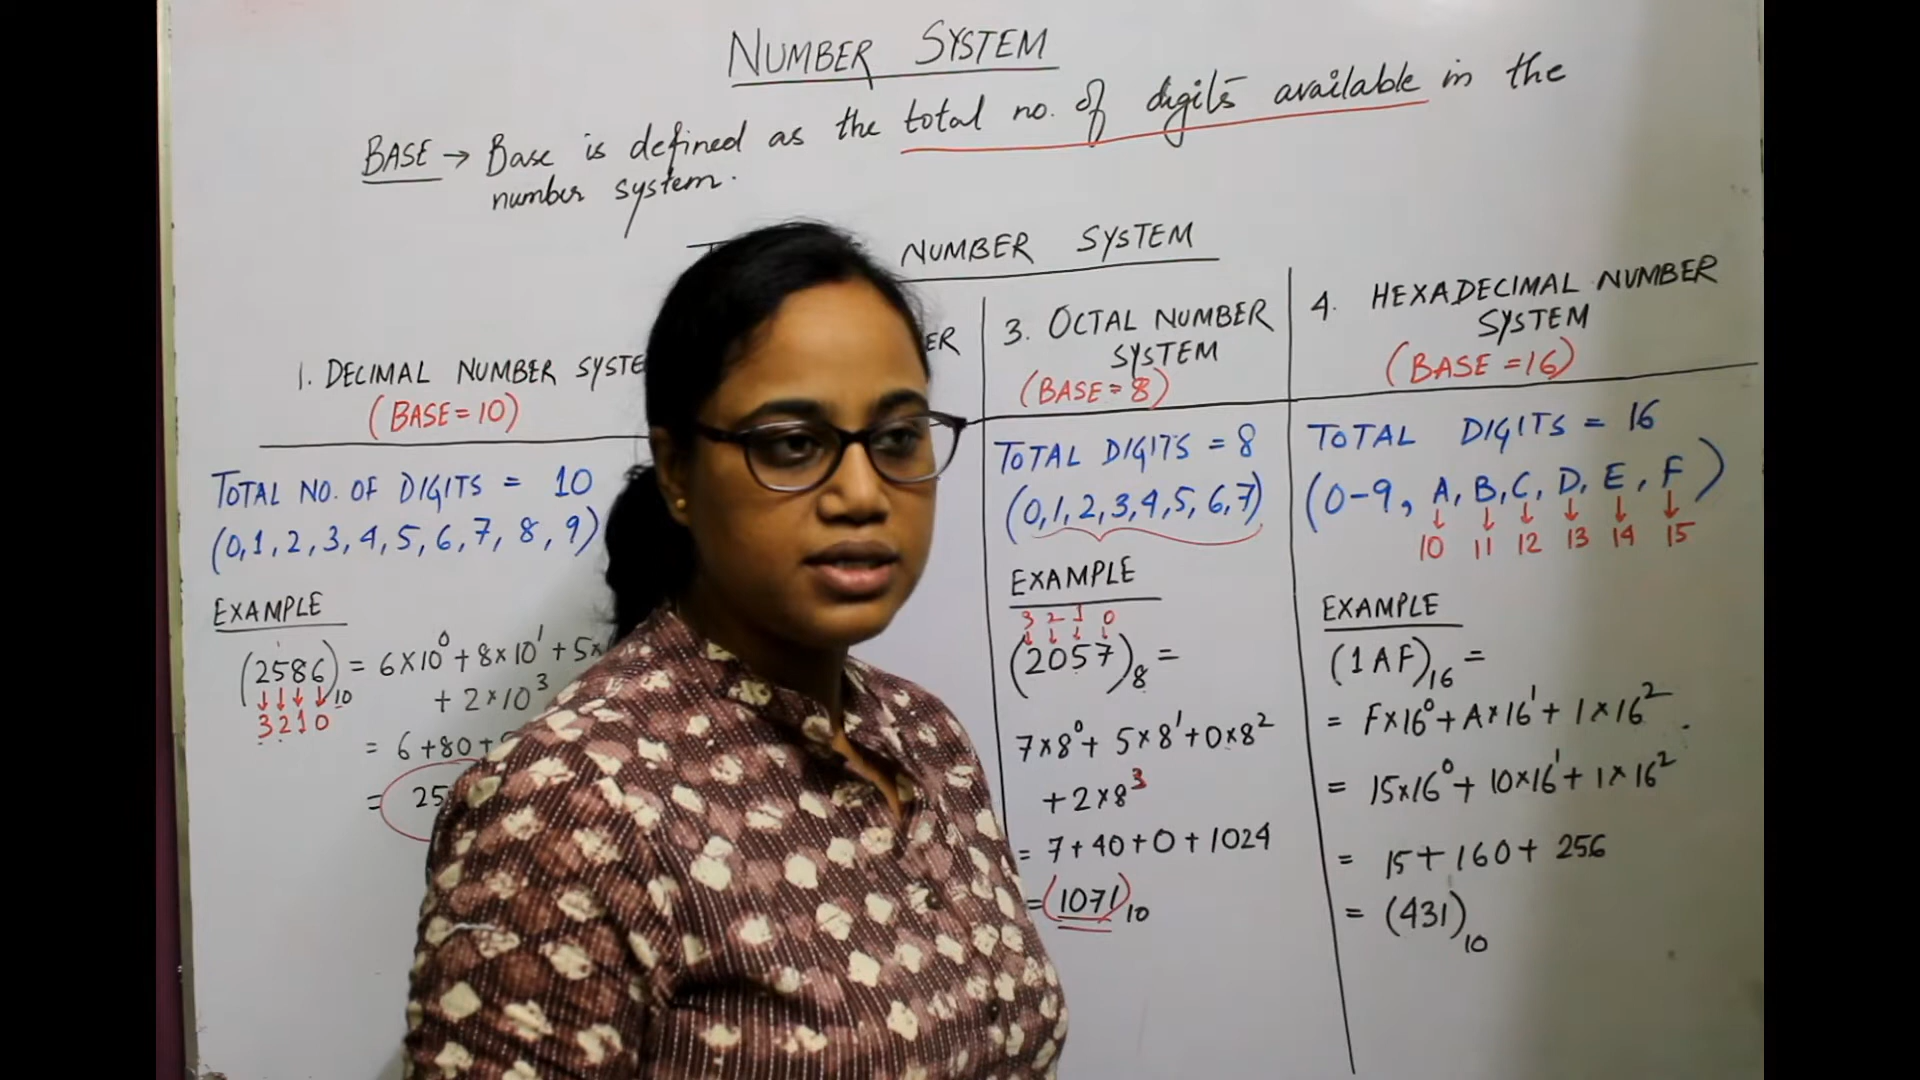 NUMBER SYSTEM
BASE → Base is defined as the total no. of digits available in the
number system.
NUMBER SYSTEM
1. DECIMAL NUMBER SYSTE
(BASE=10)
TOTAL NO. OF DIGITS = 10
(0,1,2,3,4,5,6,7,8,9)
EXAMPLE
(2586)10 = 6×10⁰+8×10¹+5×
3210
+2×10³
= 6+80+
= 25
ER
3. OCTAL NUMBER
SYSTEM
(BASE=8)
TOTAL DIGITS = 8
(0,1,2,3,4,5,6,7)
EXAMPLE
3 2 1 0
(2057)8 =
7×8⁰+5×8¹+0×8²
+2×8³
= 7+40+0+1024
= (1071)10
4. HEXADECIMAL NUMBER
SYSTEM
(BASE=16)
TOTAL DIGITS = 16
(0-9, A, B, C, D, E, F)
10 11 12 13 14 15
EXAMPLE
(1AF)16 =
= F×16⁰+A×16¹+1×16²
= 15×16⁰+10×16¹+1×16²
= 15+160+256
= (431)10